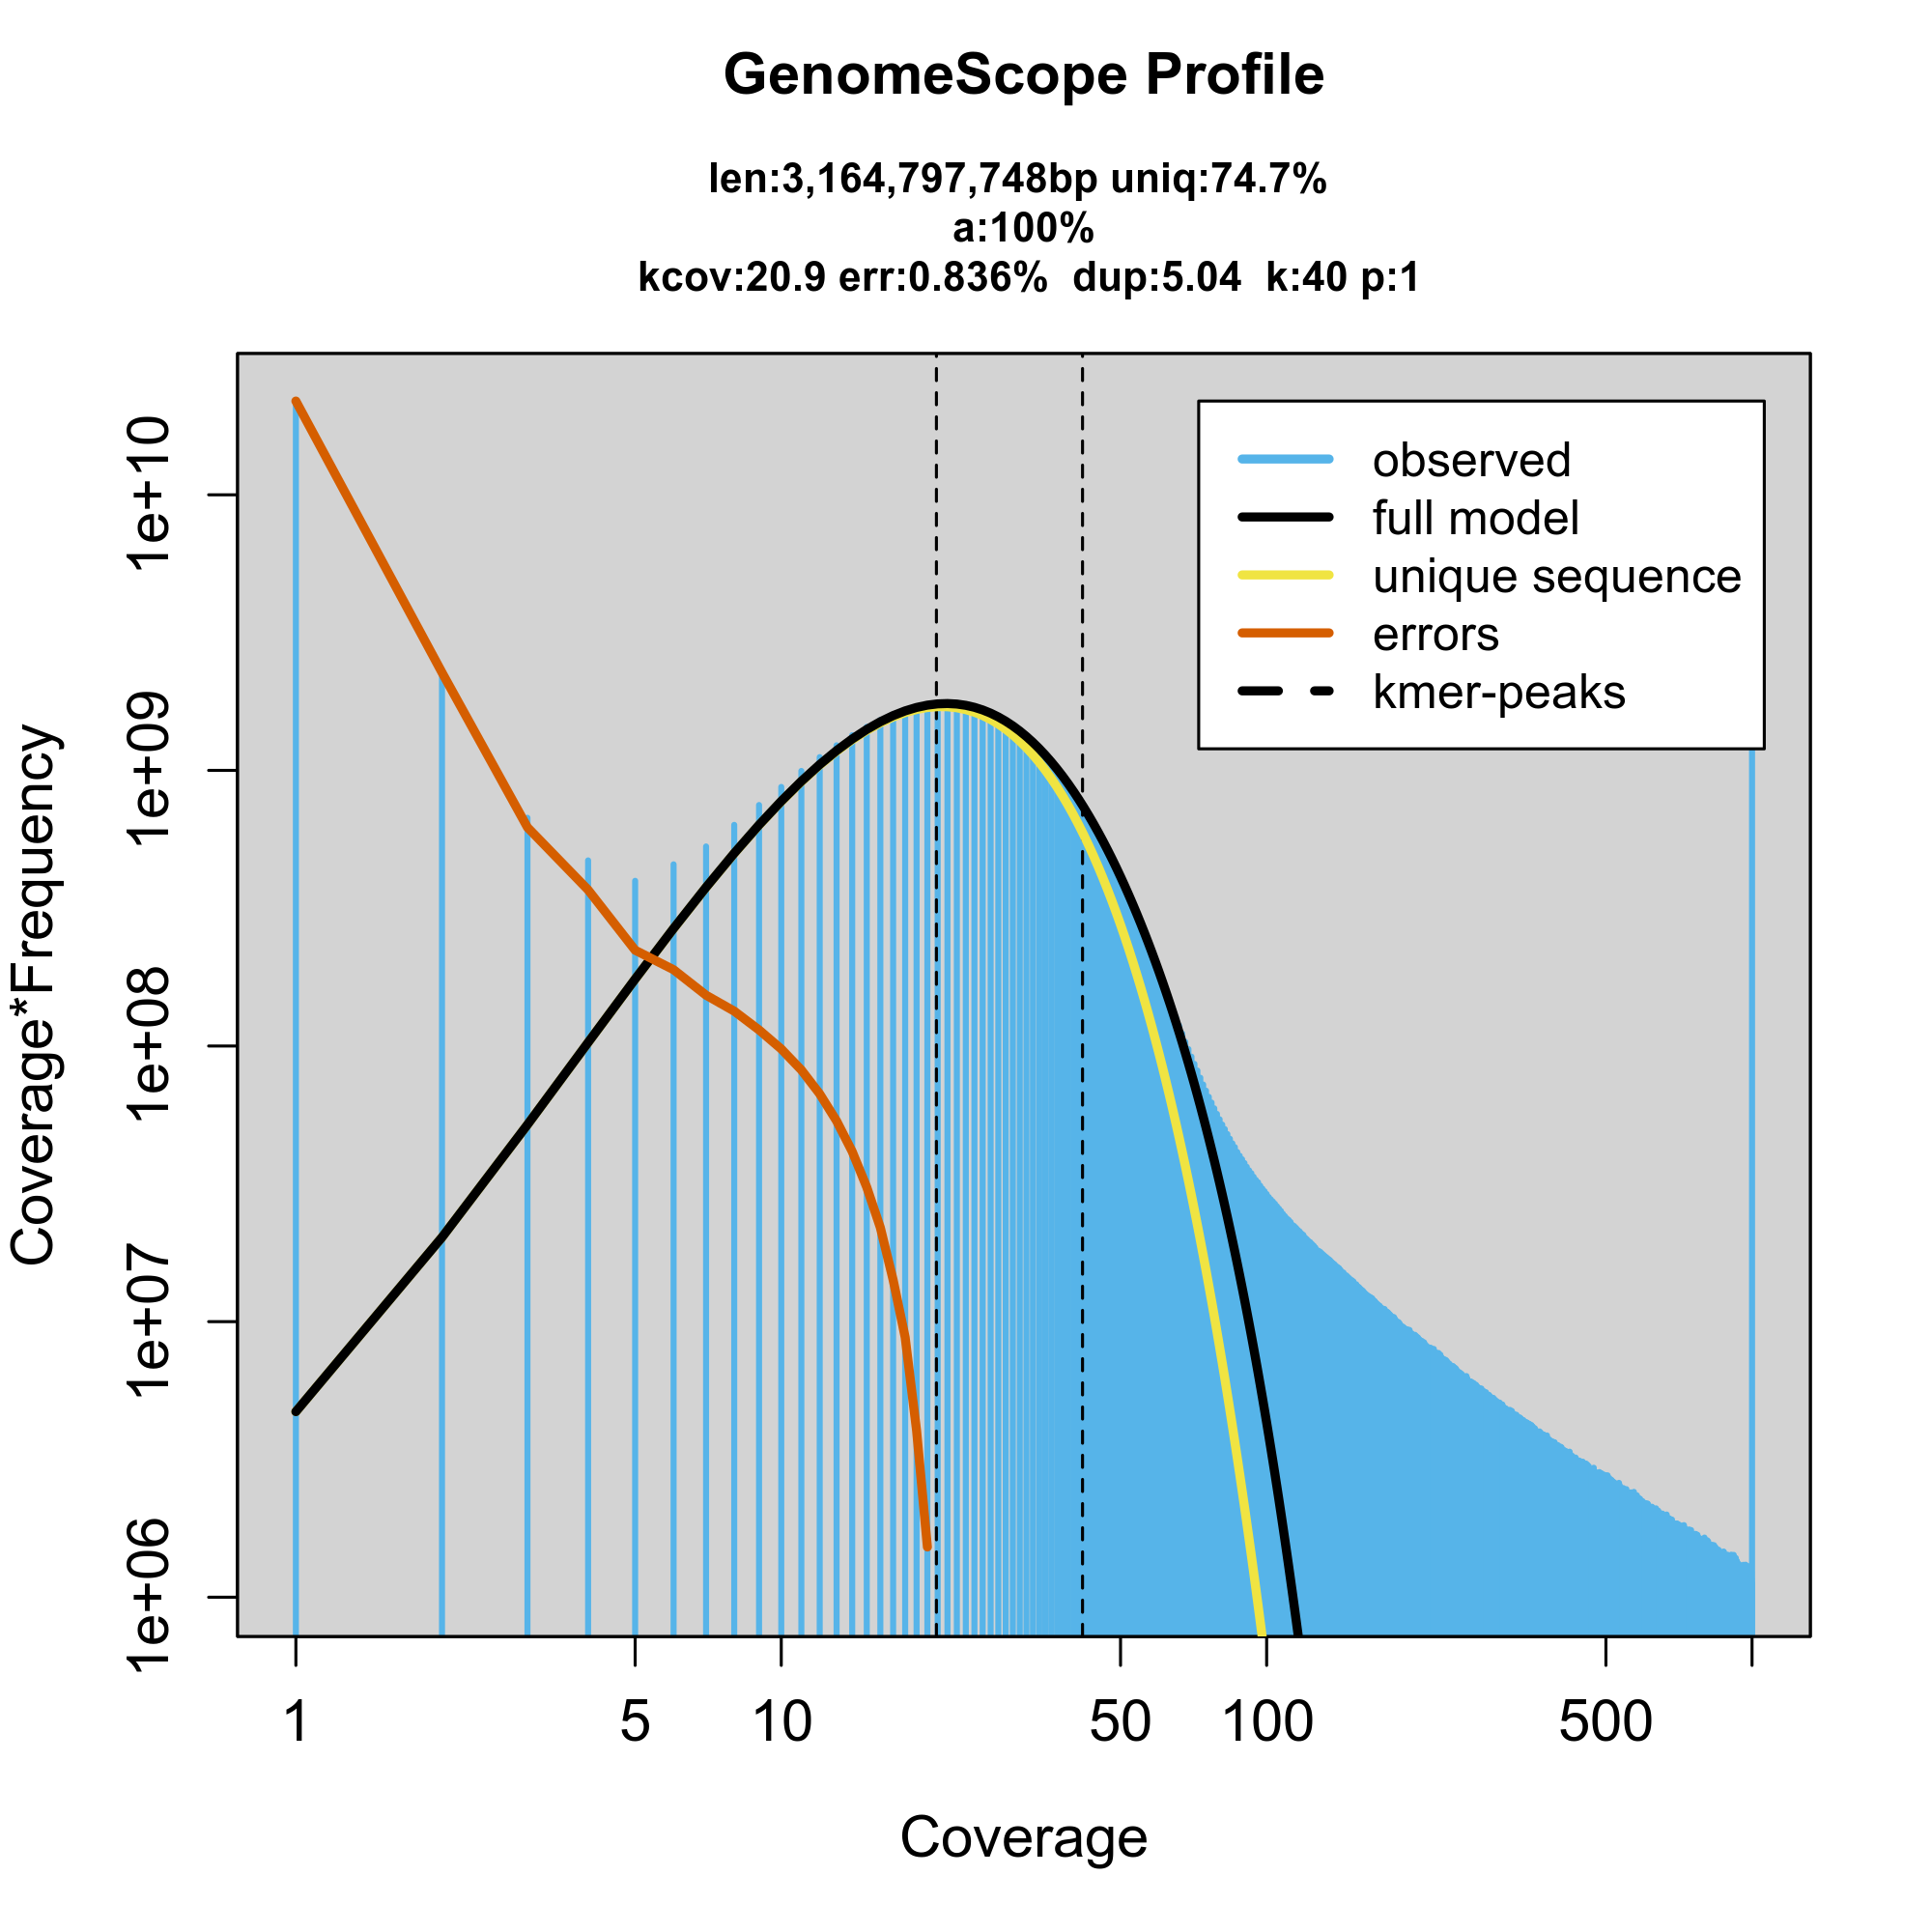 GenomeScope Profile
len:3,164,797,748bp uniq:74.7%
a:100%
kcov:20.9 err:0.836% dup:5.04 k:40 p:1
observed
full model
unique sequence
errors
kmer-peaks
Coverage*Frequency
1e+10
1e+09
1e+08
1e+07
1e+06
1 5 10 50 100 500
Coverage